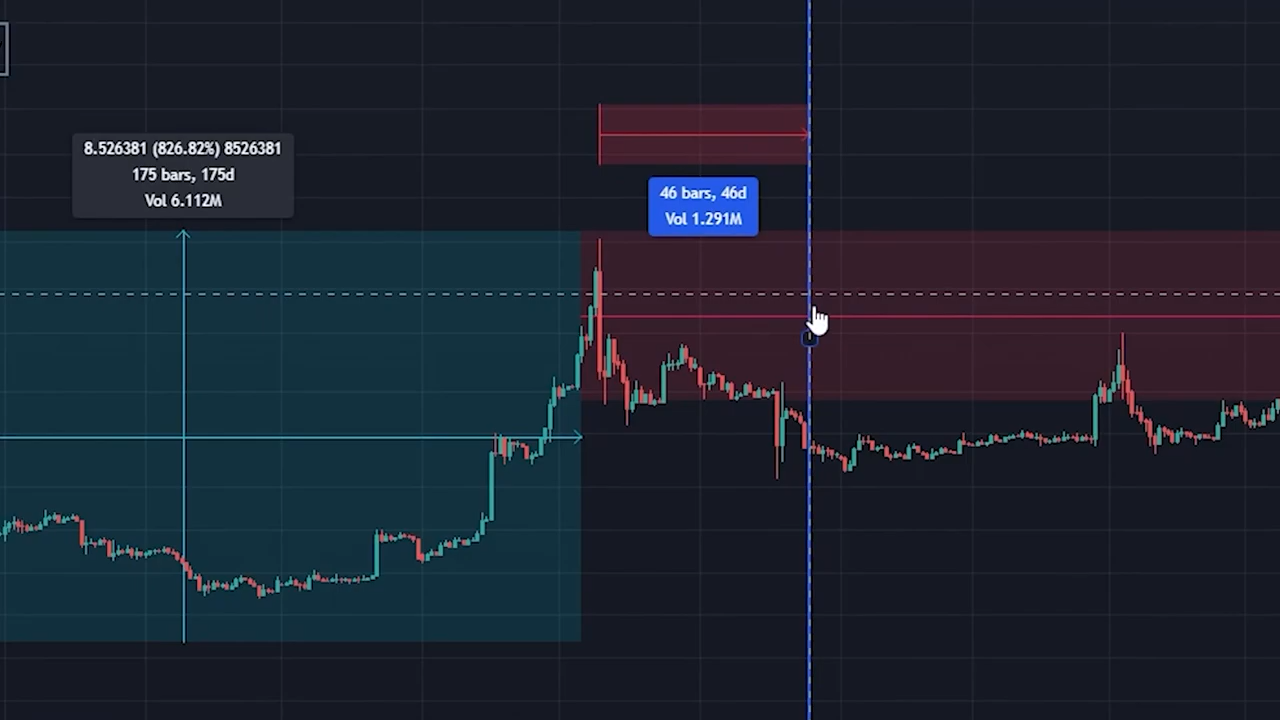 8.526381 (826.82%) 8526381
175 bars, 175d
Vol 6.112M
46 bars, 46d
Vol 1.291M